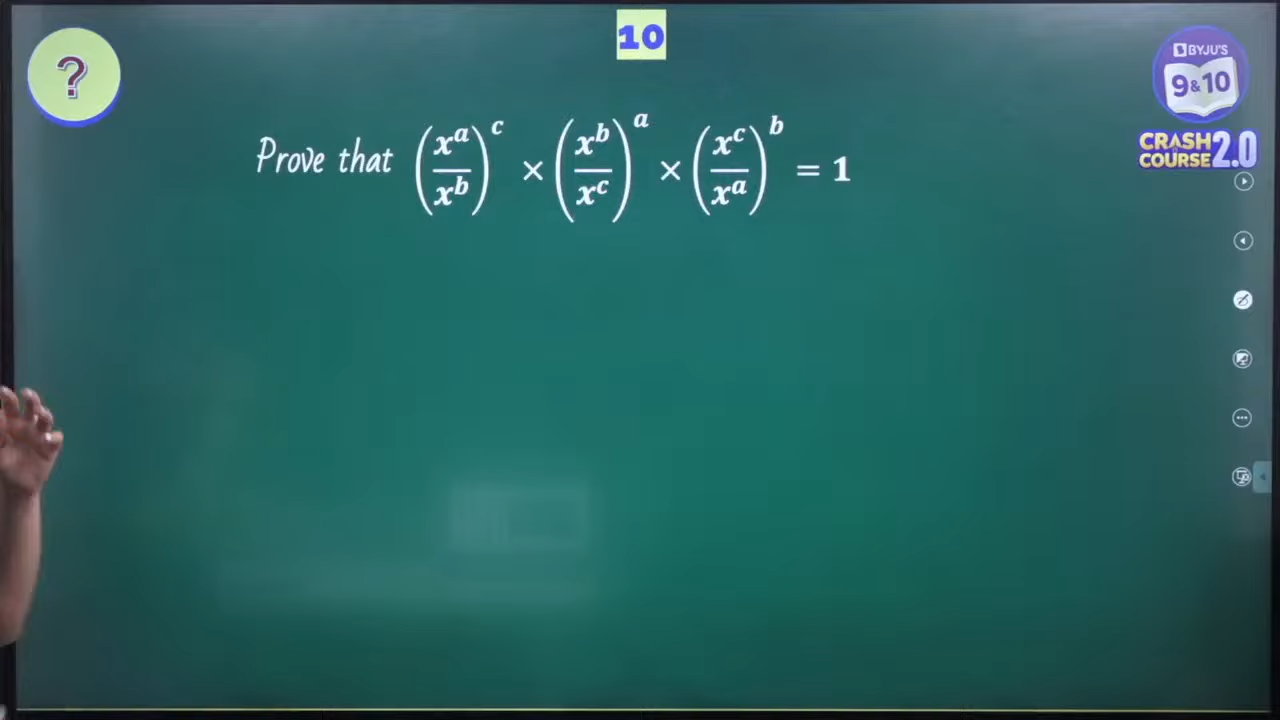 10
?
BYJU'S
9&10
CRASH COURSE 2.0
Prove that (x^a/x^b)^c × (x^b/x^c)^a × (x^c/x^a)^b = 1